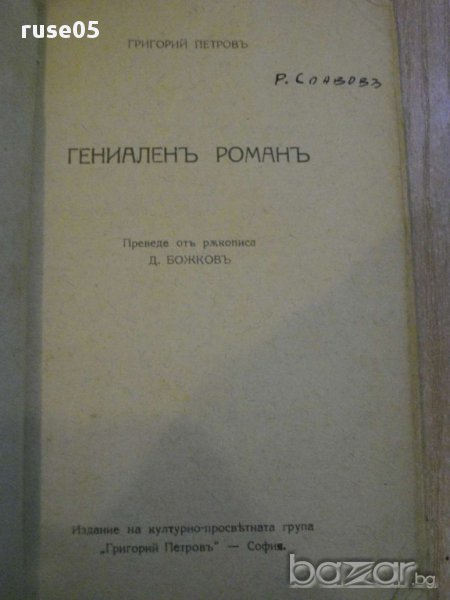 ruse05
ГРИГОРИЙ ПЕТРОВЪ
Р. Славовъ
ГЕНИАЛЕНЪ РОМАНЪ
Преведе отъ рѫкописа
Д. БОЖКОВЪ
Издание на културно-просвѣтната група
„Григорий Петровъ" — София.
bazar.bg